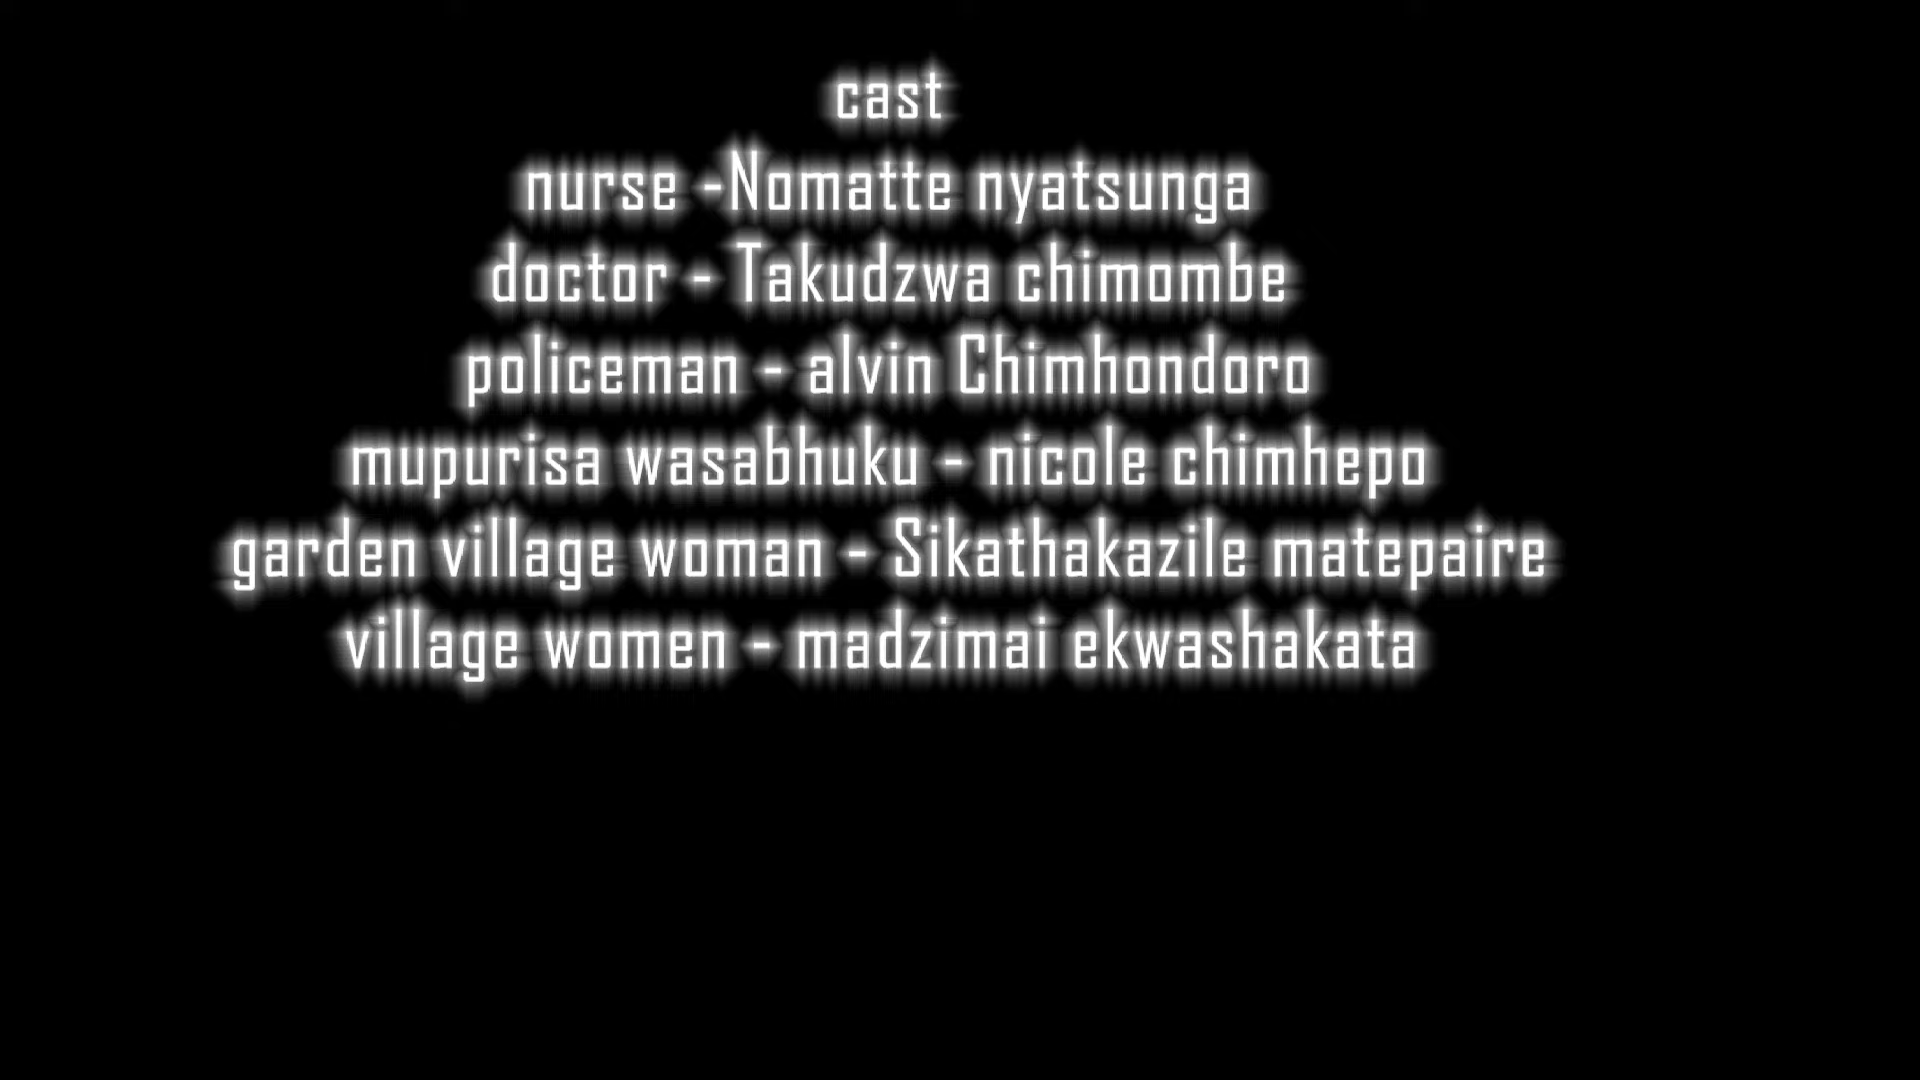 cast
nurse -Nomatte nyatsunga
doctor - Takudzwa chimombe
policeman - alvin Chimhondoro
mupurisa wasabhuku - nicole chimhepo
garden village woman - Sikathakazile matepaire
village women - madzimai ekwashakata